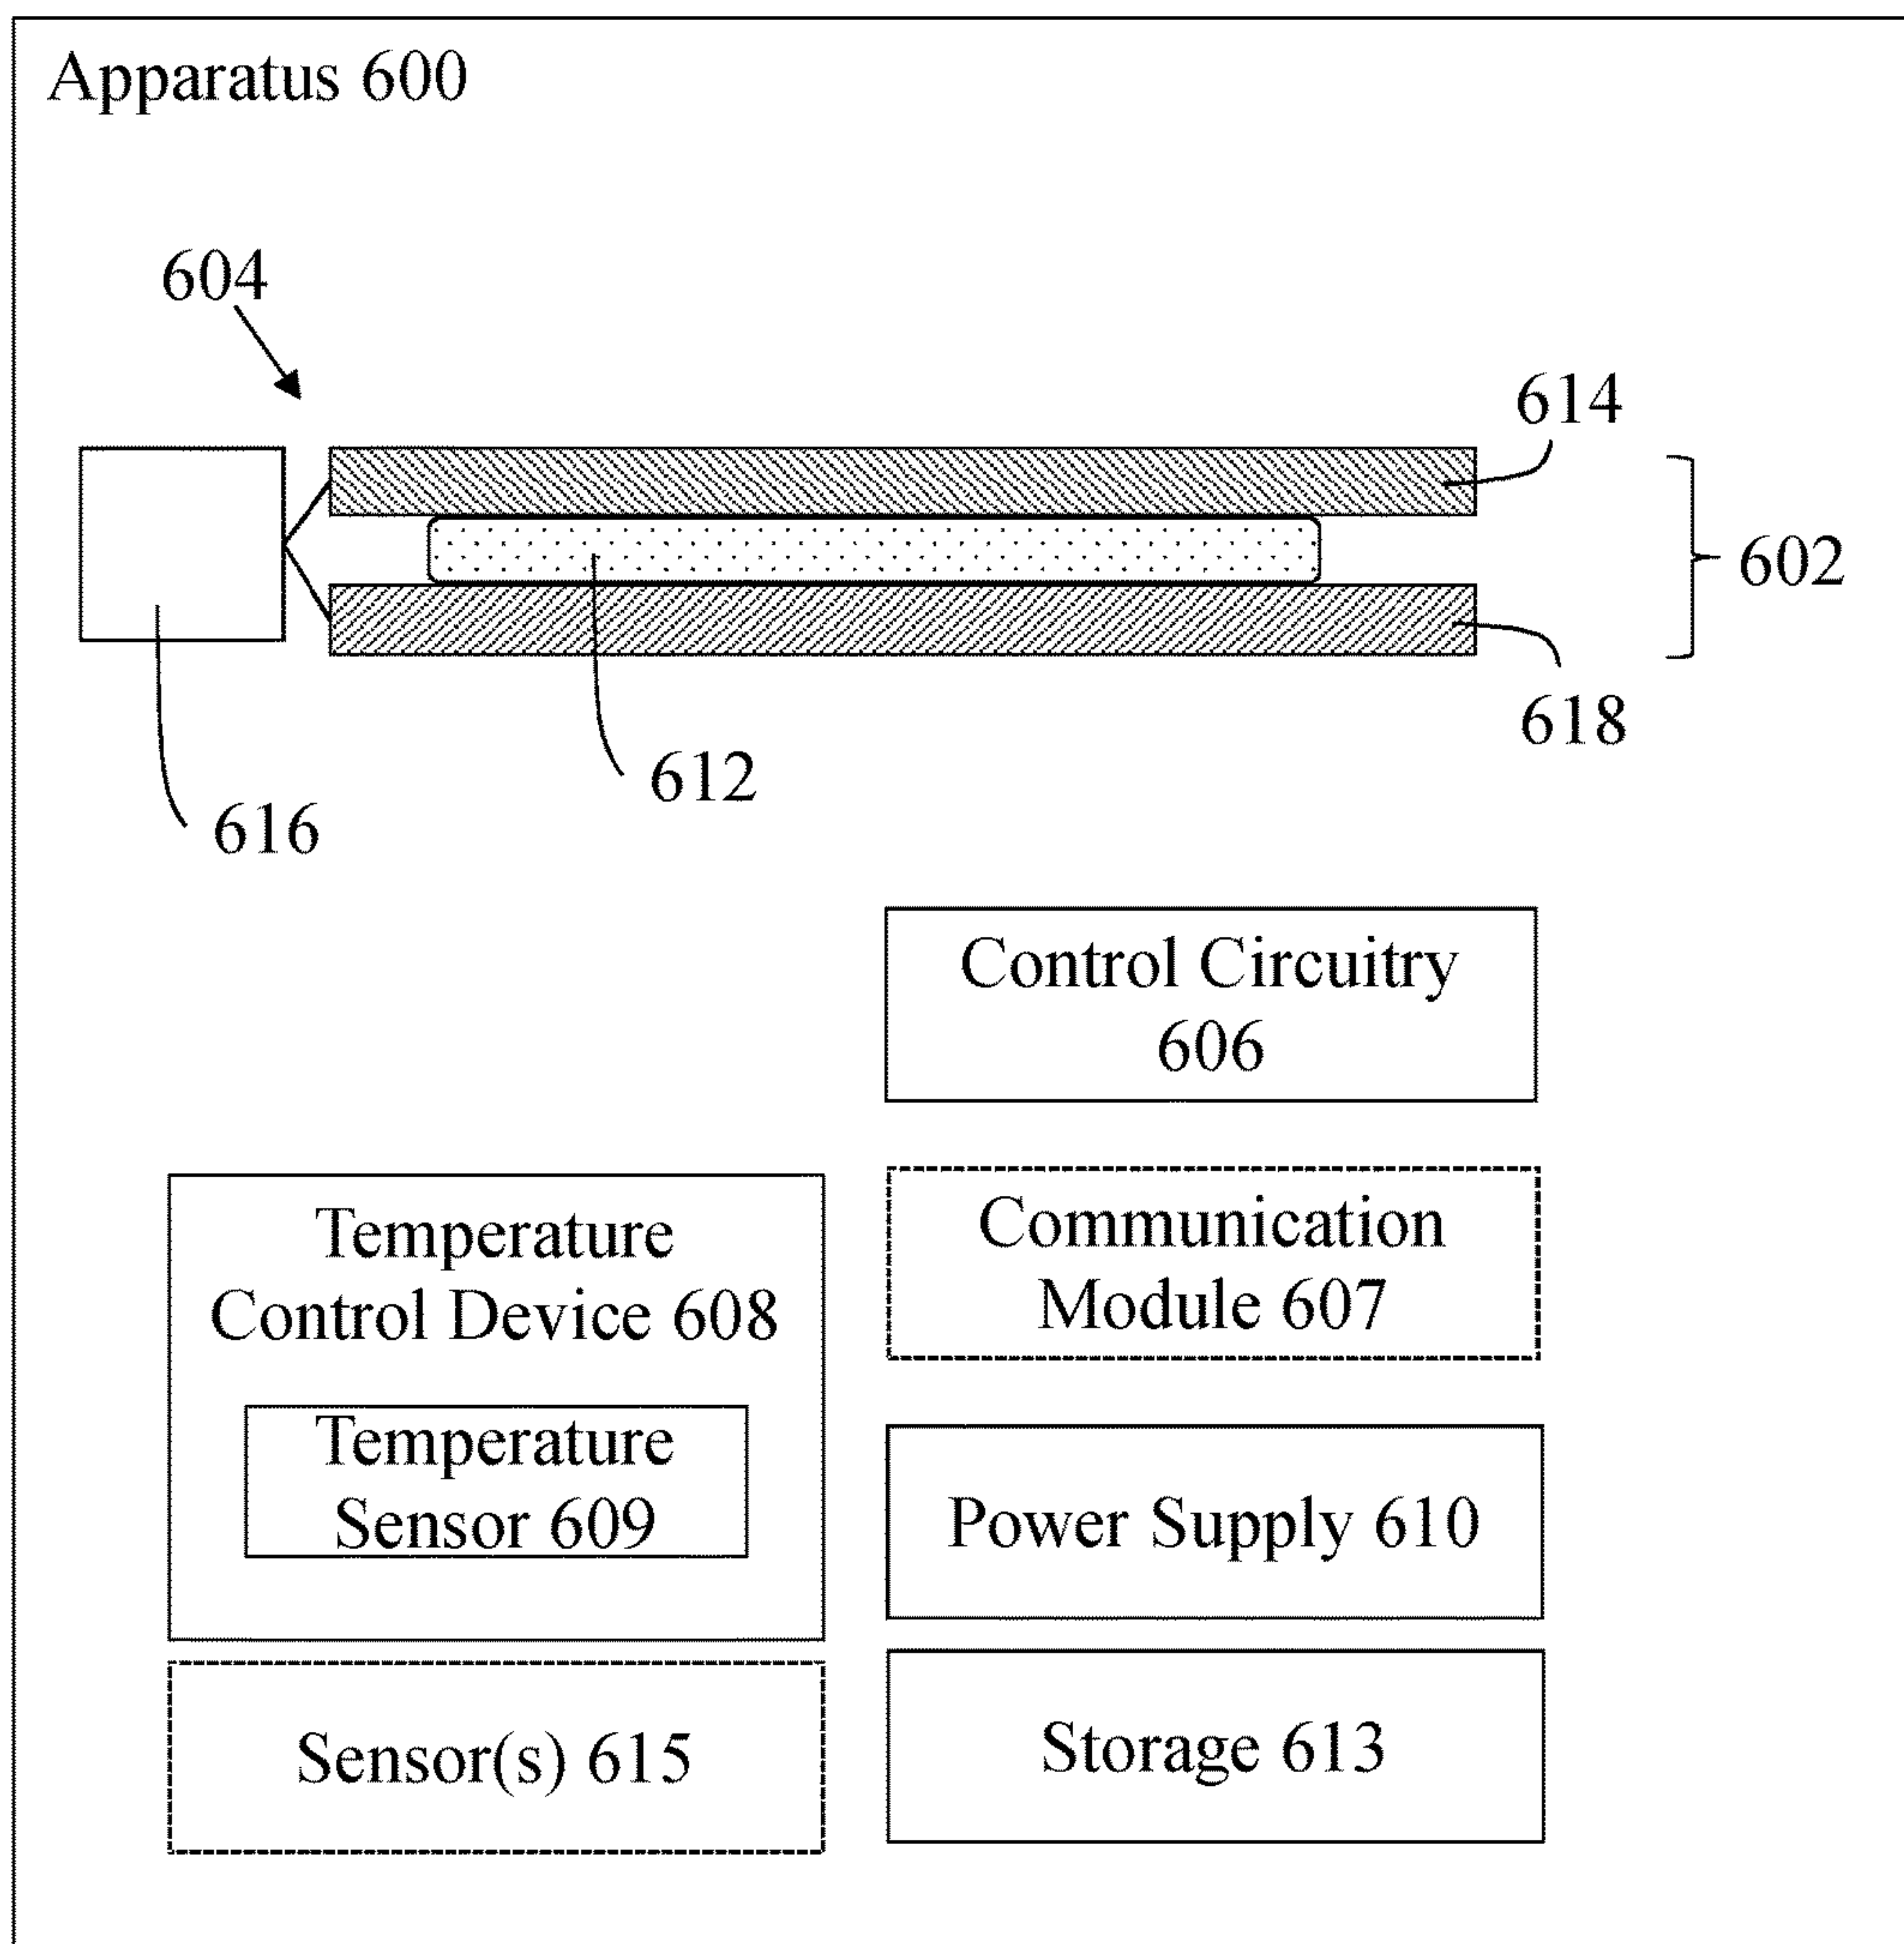 Apparatus 600
604
614
602
618
612
616
Control Circuitry
606
Temperature
Control Device 608
Communication
Module 607
Temperature
Sensor 609
Power Supply 610
Sensor(s) 615
Storage 613